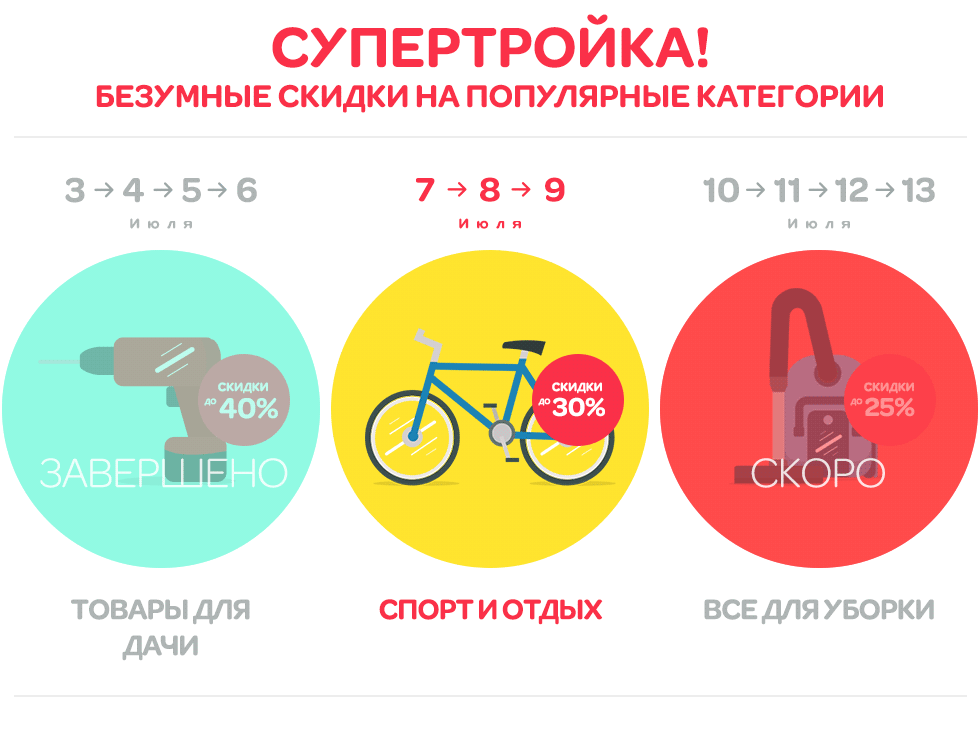 СУПЕРТРОЙКА!
БЕЗУМНЫЕ СКИДКИ НА ПОПУЛЯРНЫЕ КАТЕГОРИИ
3 → 4 → 5 → 6
Июля
7 → 8 → 9
Июля
10 → 11 → 12 → 13
Июля
СКИДКИ
ДО 40%
ЗАВЕРШЕНО
СКИДКИ
ДО 30%
СКИДКИ
ДО 25%
СКОРО
ТОВАРЫ ДЛЯ
ДАЧИ
СПОРТ И ОТДЫХ
ВСЕ ДЛЯ УБОРКИ